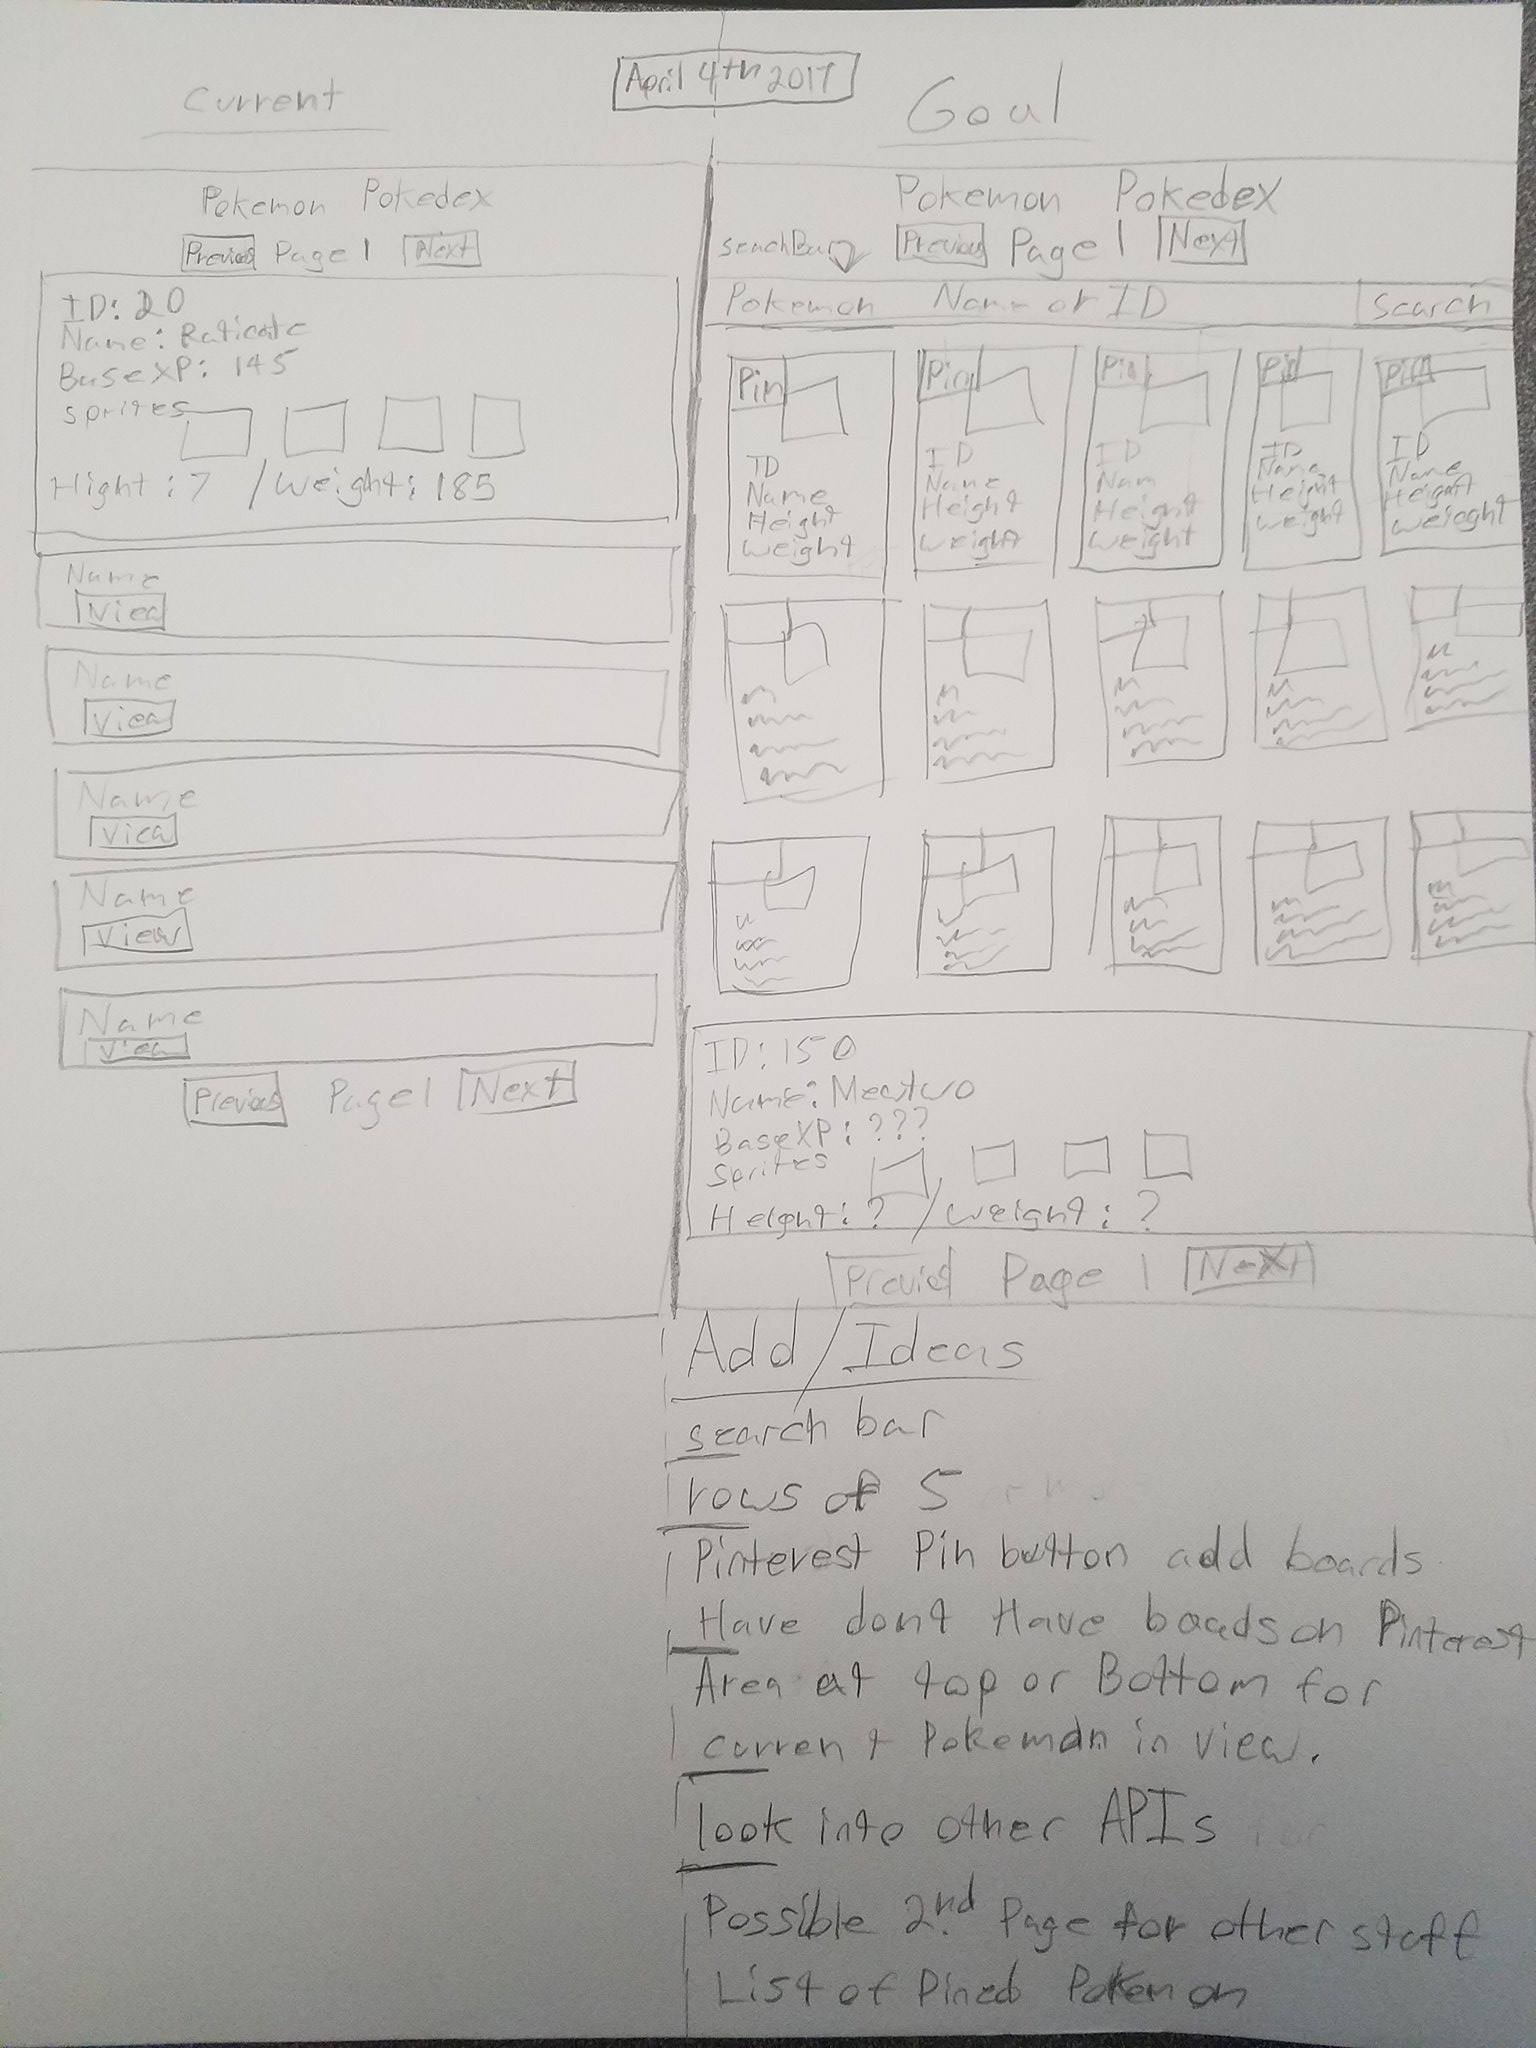 April 4th 2017
Current
Pokemon Pokedex
Previous Page 1 Next
ID: 20
Name: Raticate
Base XP: 145
Sprites
Hight: 7 / Weight: 185
Name
View
Name
View
Name
View
Name
View
Name
View
Previous Page 1 Next
Goal
Pokemon Pokedex
seachBar Previous Page 1 Next
Pokemon Name or ID Search
Pin Pin Pin Pin Pin
ID ID ID ID ID
Name Name Nam Name Name
Height Height Height Height Height
Weight Weight Weight Weight Weight
ID: 150
Name: Mewtwo
BaseXP: ???
Sprites
Height: ? / Weight: ?
Previous Page 1 Next
Add / Ideas
search bar
rows of 5
Pinterest Pin button add boards
Have dont Have boads on Pinterest
Area at top or Bottom for
current Pokemon in view.
look into other APIs
Possible 2nd Page for other stuff
List of Pined Pokemon